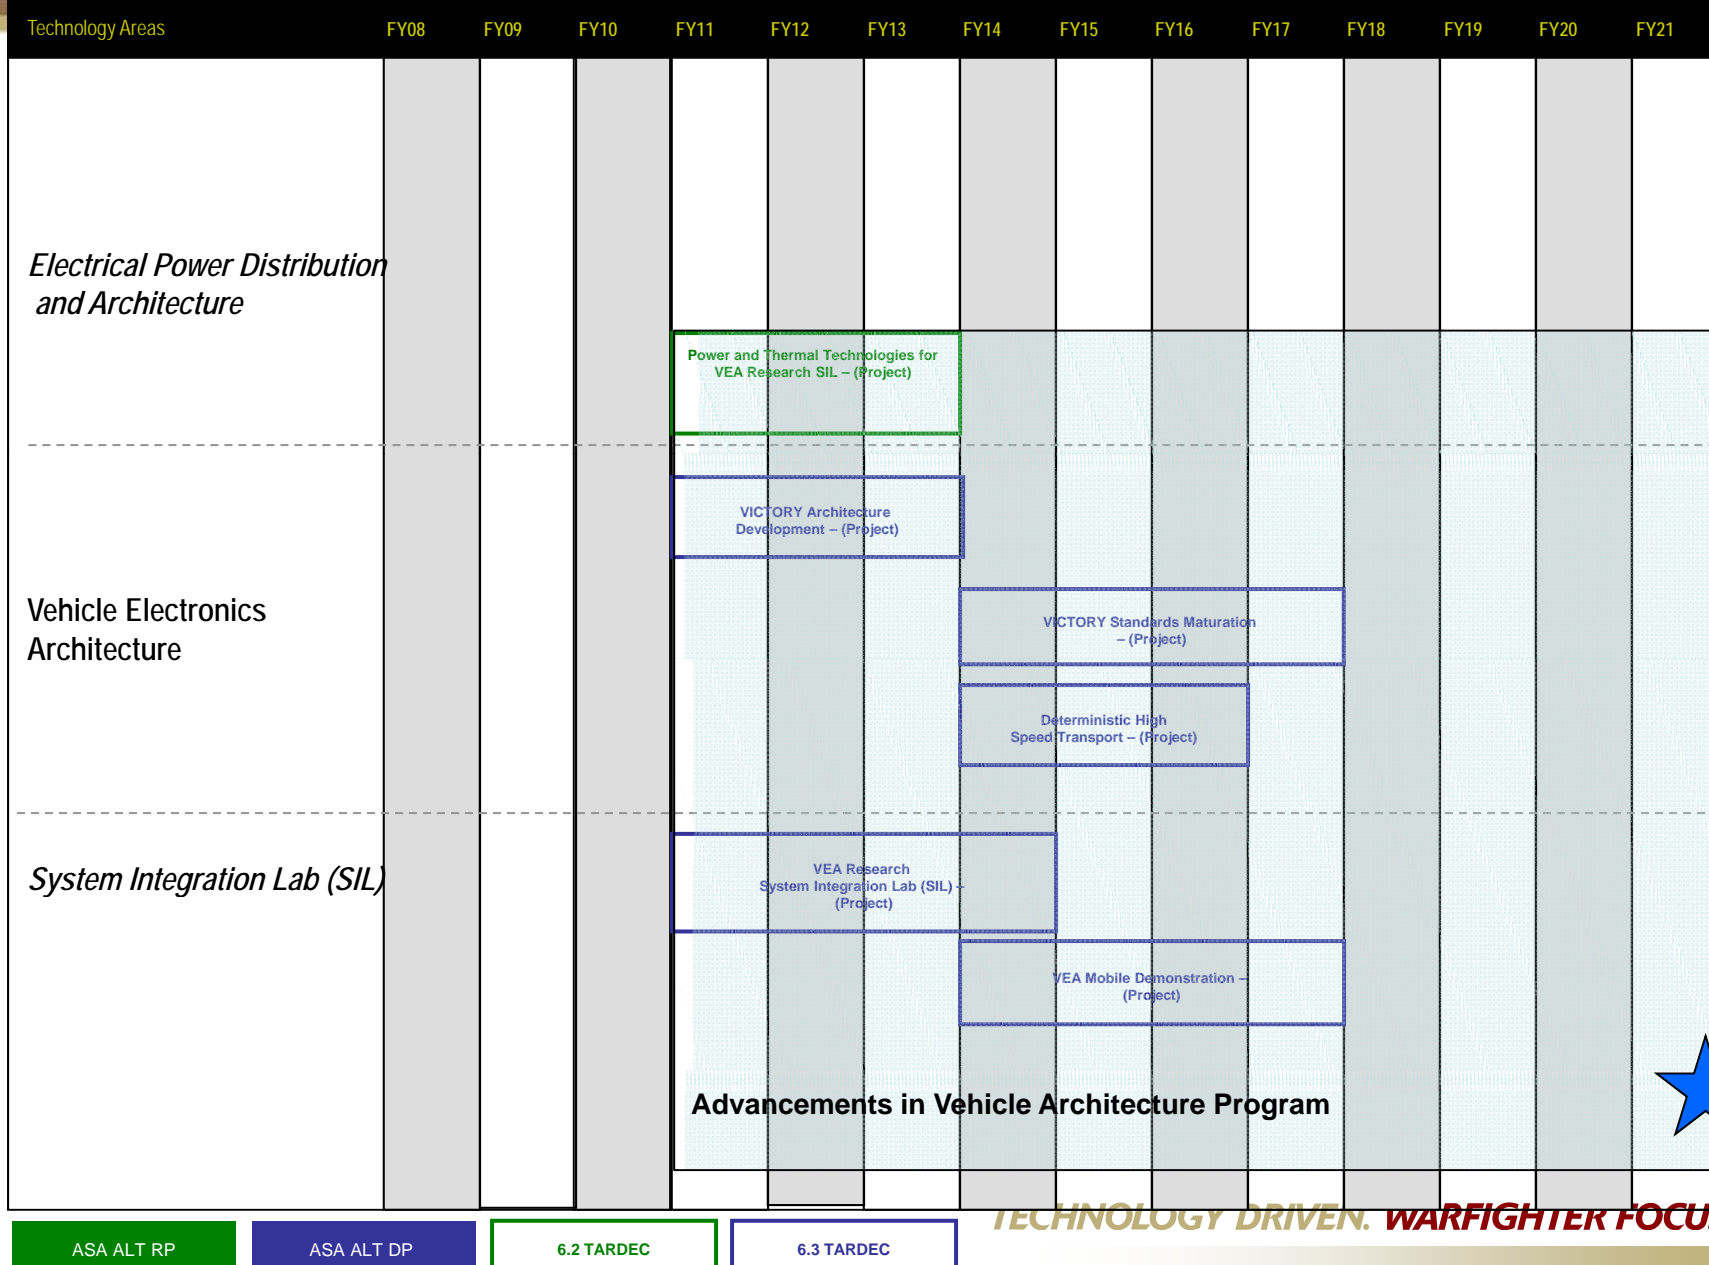 Technology Areas FY08 FY09 FY10 FY11 FY12 FY13 FY14 FY15 FY16 FY17 FY18 FY19 FY20 FY21
Electrical Power Distribution
and Architecture
Power and Thermal Technologies for
VEA Research SIL – (Project)
VICTORY Architecture
Development – (Project)
Vehicle Electronics
Architecture
VICTORY Standards Maturation
– (Project)
Deterministic High
Speed Transport – (Project)
System Integration Lab (SIL)
VEA Research
System Integration Lab (SIL) –
(Project)
VEA Mobile Demonstration –
(Project)
Advancements in Vehicle Architecture Program
TECHNOLOGY DRIVEN. WARFIGHTER FOCU
ASA ALT RP ASA ALT DP 6.2 TARDEC 6.3 TARDEC